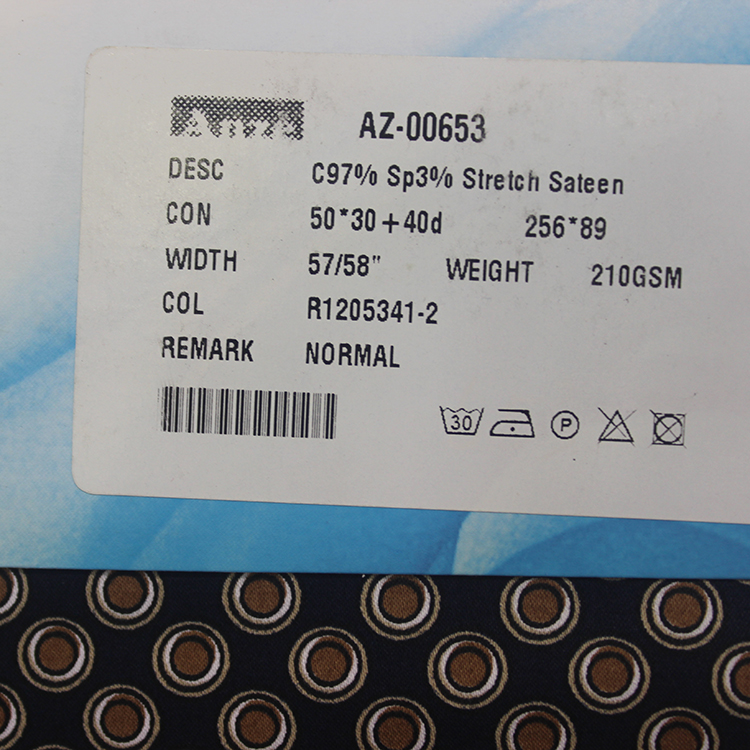 AZ-00653
DESC C97% Sp3% Stretch Sateen
CON 50*30+40d 256*89
WIDTH 57/58" WEIGHT 210GSM
COL R1205341-2
REMARK NORMAL
30 P